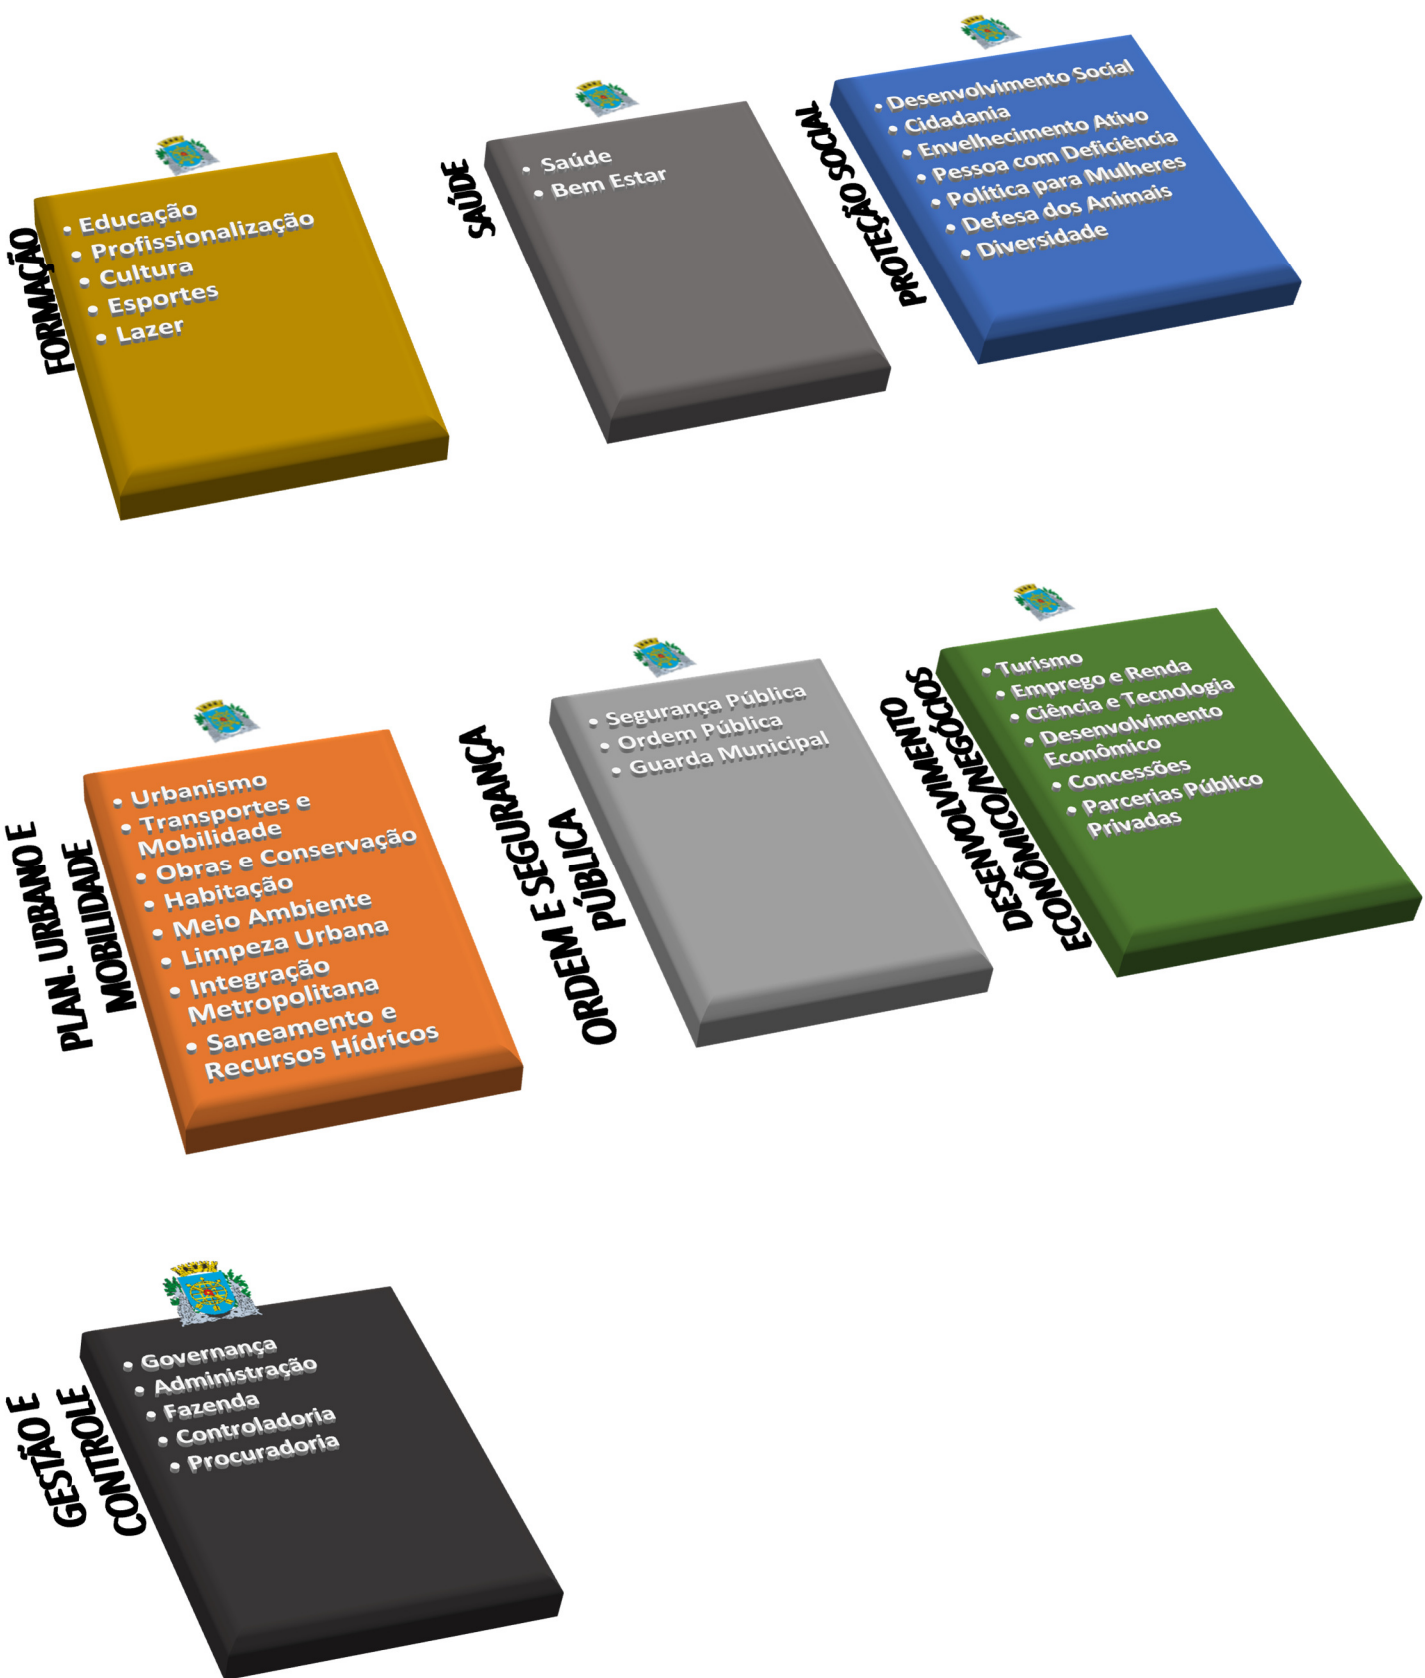 FORMAÇÃO
• Educação
• Profissionalização
• Cultura
• Esportes
• Lazer
SAÚDE
• Saúde
• Bem Estar
PROTEÇÃO SOCIAL
• Desenvolvimento Social
• Cidadania
• Envelhecimento Ativo
• Pessoa com Deficiência
• Política para Mulheres
• Defesa dos Animais
• Diversidade
PLAN. URBANO E
MOBILIDADE
• Urbanismo
• Transportes e
Mobilidade
• Obras e Conservação
• Habitação
• Meio Ambiente
• Limpeza Urbana
• Integração
Metropolitana
• Saneamento e
Recursos Hídricos
ORDEM E SEGURANÇA
PÚBLICA
• Segurança Pública
• Ordem Pública
• Guarda Municipal
DESENVOLVIMENTO
ECONÔMICO/NEGÓCIOS
• Turismo
• Emprego e Renda
• Ciência e Tecnologia
• Desenvolvimento
Econômico
• Concessões
• Parcerias Público
Privadas
GESTÃO E
CONTROLE
• Governança
• Administração
• Fazenda
• Controladoria
• Procuradoria